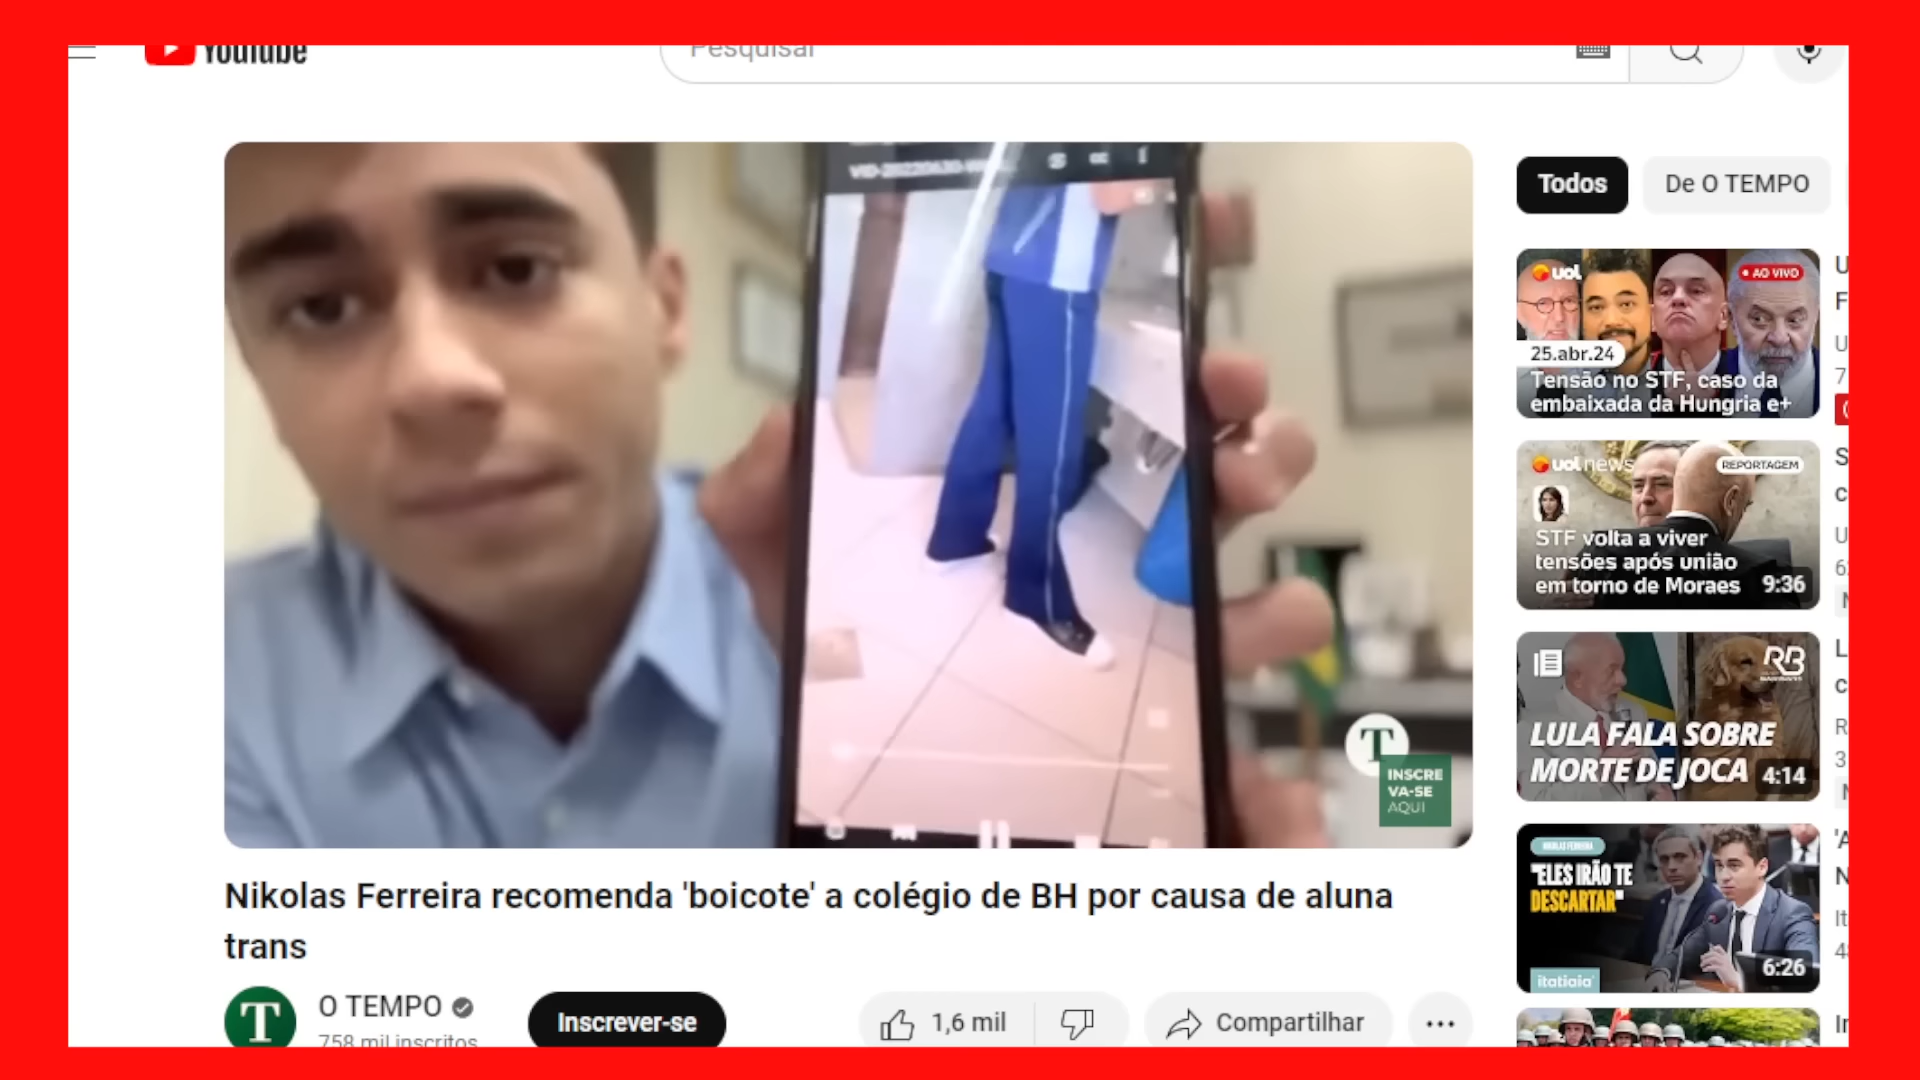 YouTube
Pesquisar
INSCRE
VA-SE
AQUI
T
Nikolas Ferreira recomenda 'boicote' a colégio de BH por causa de aluna
trans
T
O TEMPO
758 mil inscritos
Inscrever-se
1,6 mil
Compartilhar
Todos
De O TEMPO
uol
AO VIVO
25.abr.24
Tensão no STF, caso da
embaixada da Hungria e+
uol news
REPORTAGEM
STF volta a viver
tensões após união
em torno de Moraes
9:36
RB
LULA FALA SOBRE
MORTE DE JOCA
4:14
"ELES IRÃO TE
DESCARTAR"
6:26
itatiaia